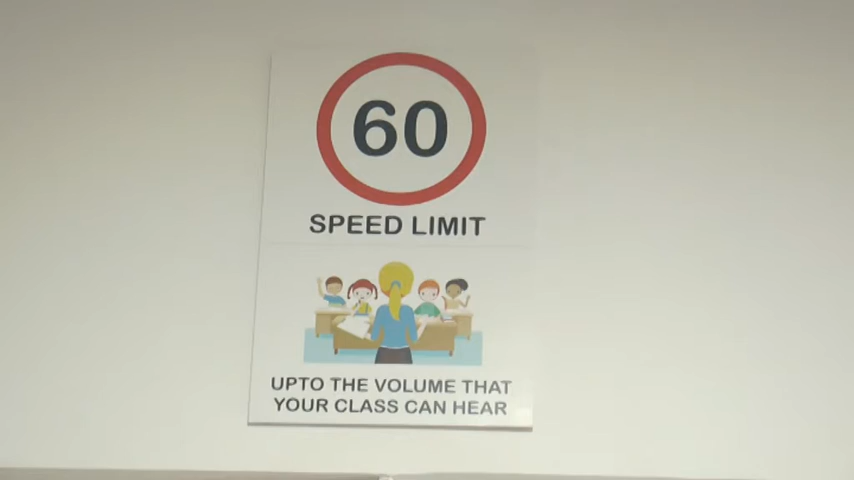 60
SPEED LIMIT
UPTO THE VOLUME THAT
YOUR CLASS CAN HEAR